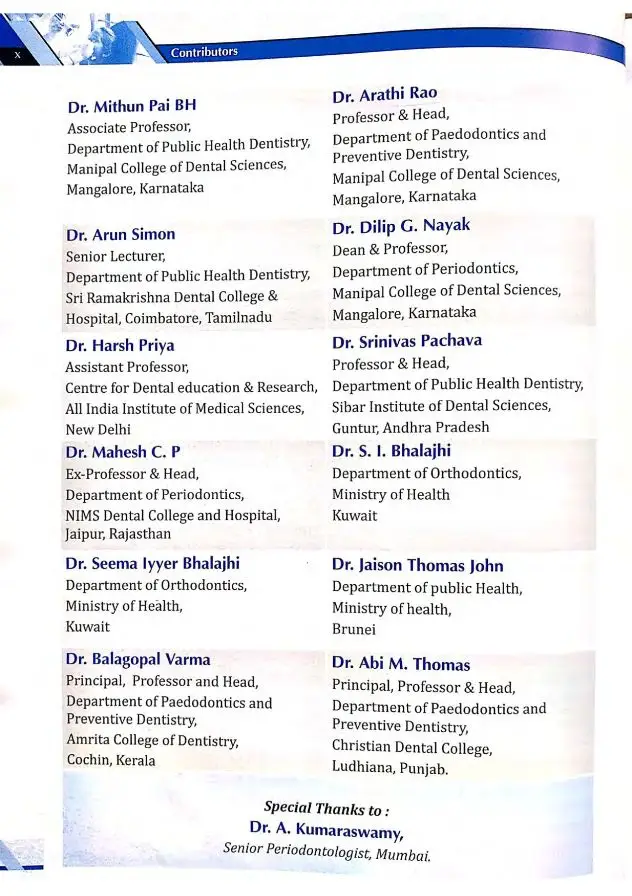 x
Contributors
Dr. Mithun Pai BH
Associate Professor,
Department of Public Health Dentistry,
Manipal College of Dental Sciences,
Mangalore, Karnataka
Dr. Arathi Rao
Professor & Head,
Department of Paedodontics and
Preventive Dentistry,
Manipal College of Dental Sciences,
Mangalore, Karnataka
Dr. Arun Simon
Senior Lecturer,
Department of Public Health Dentistry,
Sri Ramakrishna Dental College &
Hospital, Coimbatore, Tamilnadu
Dr. Dilip G. Nayak
Dean & Professor,
Department of Periodontics,
Manipal College of Dental Sciences,
Mangalore, Karnataka
Dr. Harsh Priya
Assistant Professor,
Centre for Dental education & Research,
All India Institute of Medical Sciences,
New Delhi
Dr. Srinivas Pachava
Professor & Head,
Department of Public Health Dentistry,
Sibar Institute of Dental Sciences,
Guntur, Andhra Pradesh
Dr. Mahesh C. P
Ex-Professor & Head,
Department of Periodontics,
NIMS Dental College and Hospital,
Jaipur, Rajasthan
Dr. S. I. Bhalajhi
Department of Orthodontics,
Ministry of Health
Kuwait
Dr. Seema Iyyer Bhalajhi
Department of Orthodontics,
Ministry of Health,
Kuwait
Dr. Jaison Thomas John
Department of public Health,
Ministry of health,
Brunei
Dr. Balagopal Varma
Principal, Professor and Head,
Department of Paedodontics and
Preventive Dentistry,
Amrita College of Dentistry,
Cochin, Kerala
Dr. Abi M. Thomas
Principal, Professor & Head,
Department of Paedodontics and
Preventive Dentistry,
Christian Dental College,
Ludhiana, Punjab.
Special Thanks to :
Dr. A. Kumaraswamy,
Senior Periodontologist, Mumbai.